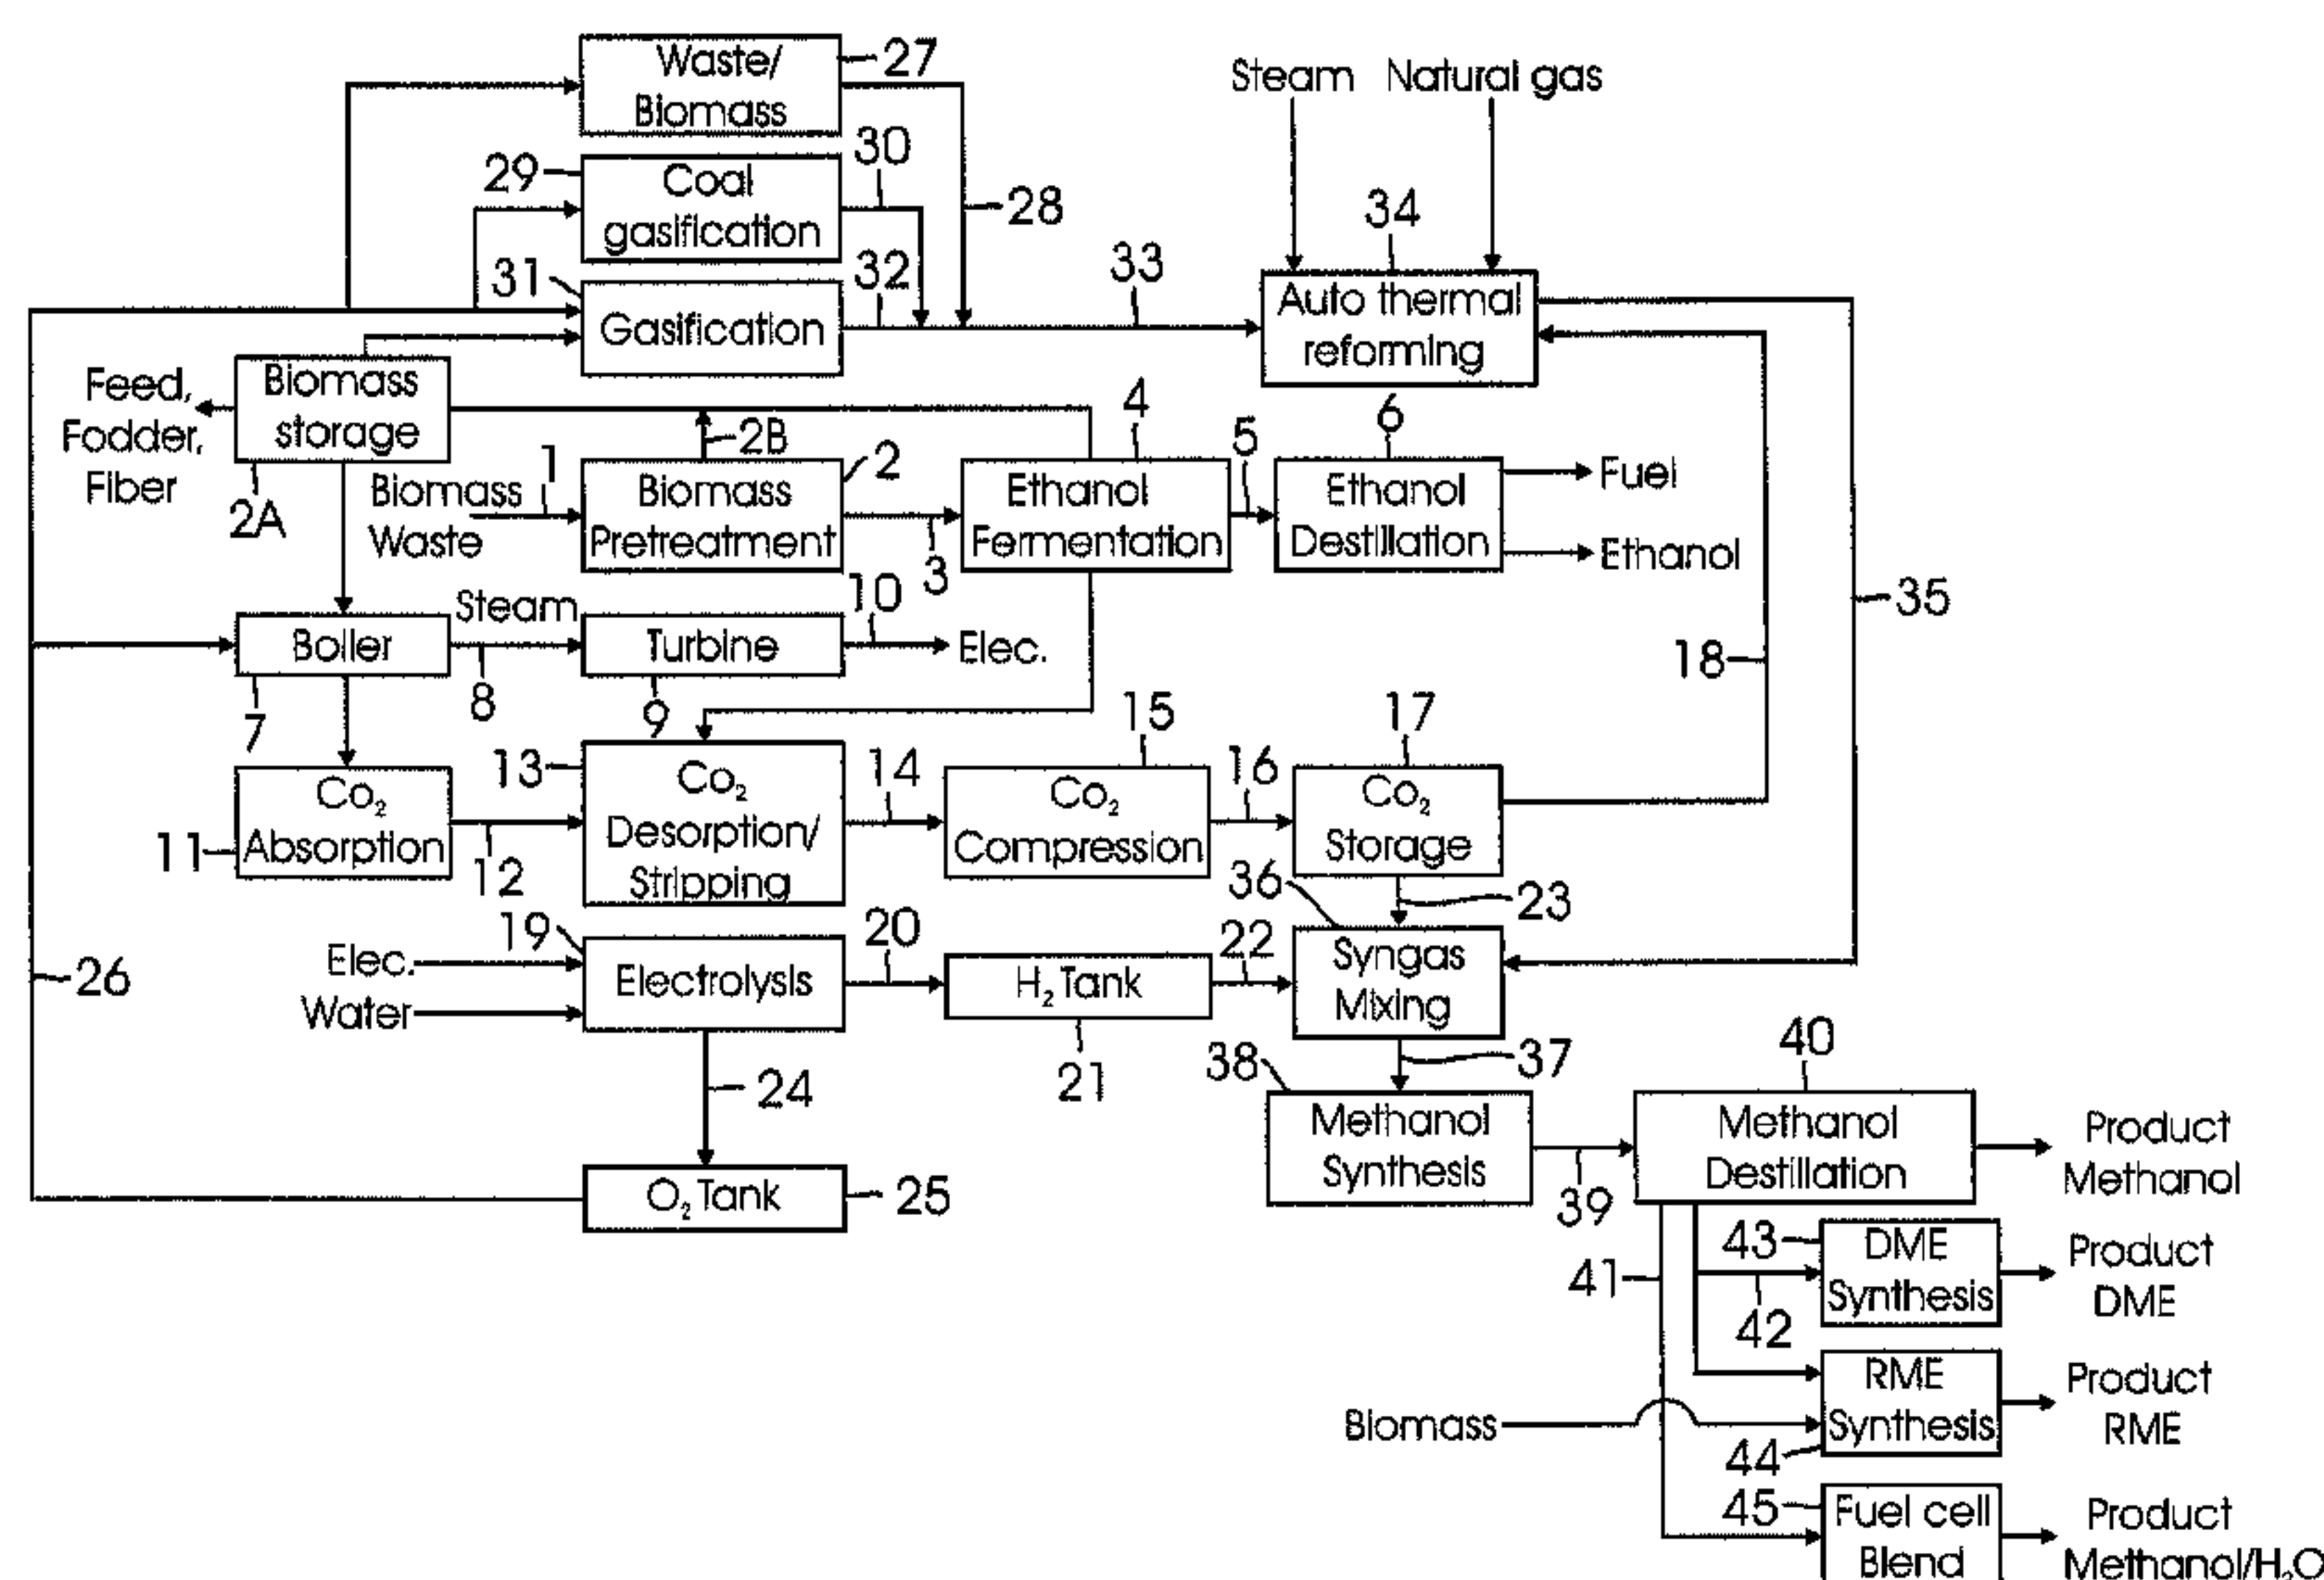 Waste/
Biomass
27
Steam
Natural gas
29
Coal
gasification
30
28
34
31
Gasification
32
33
Auto thermal
reforming
Feed,
Fodder,
Fiber
Biomass
storage
2A
2B
1
Biomass
Waste
Biomass
Pretreatment
2
3
4
Ethanol
Fermentation
5
6
Ethanol
Destillation
Fuel
Ethanol
35
18
Boiler
7
Steam
8
Turbine
9
10
Elec.
11
Co₂
Absorption
12
13
Co₂
Desorption/
Stripping
14
15
Co₂
Compression
16
17
Co₂
Storage
36
23
26
Elec.
Water
19
Electrolysis
20
H₂ Tank
21
22
Syngas
Mixing
24
37
O₂ Tank
25
38
Methanol
Synthesis
39
40
Methanol
Destillation
Product
Methanol
41
43
DME
Synthesis
42
Product
DME
RME
Synthesis
44
Product
RME
Biomass
45
Fuel cell
Blend
Product
Methanol/H₂O